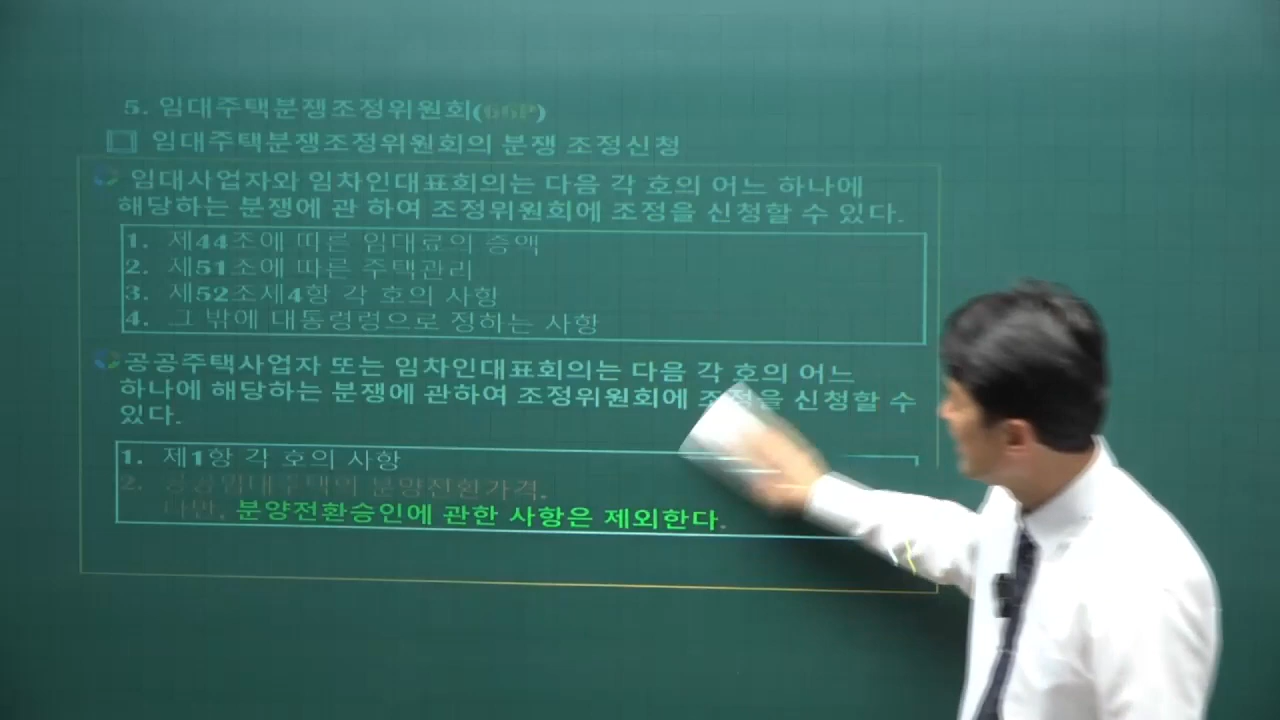 5. 임대주택분쟁조정위원회(66P)
임대주택분쟁조정위원회의 분쟁 조정신청
임대사업자와 임차인대표회의는 다음 각 호의 어느 하나에
해당하는 분쟁에 관 하여 조정위원회에 조정을 신청할 수 있다.
1. 제44조에 따른 임대료의 증액
2. 제51조에 따른 주택관리
3. 제52조제4항 각 호의 사항
4. 그 밖에 대통령령으로 정하는 사항
공공주택사업자 또는 임차인대표회의는 다음 각 호의 어느
하나에 해당하는 분쟁에 관하여 조정위원회에 조정을 신청할 수
있다.
1. 제1항 각 호의 사항
2. 공공임대주택의 분양전환가격.
다만, 분양전환승인에 관한 사항은 제외한다.